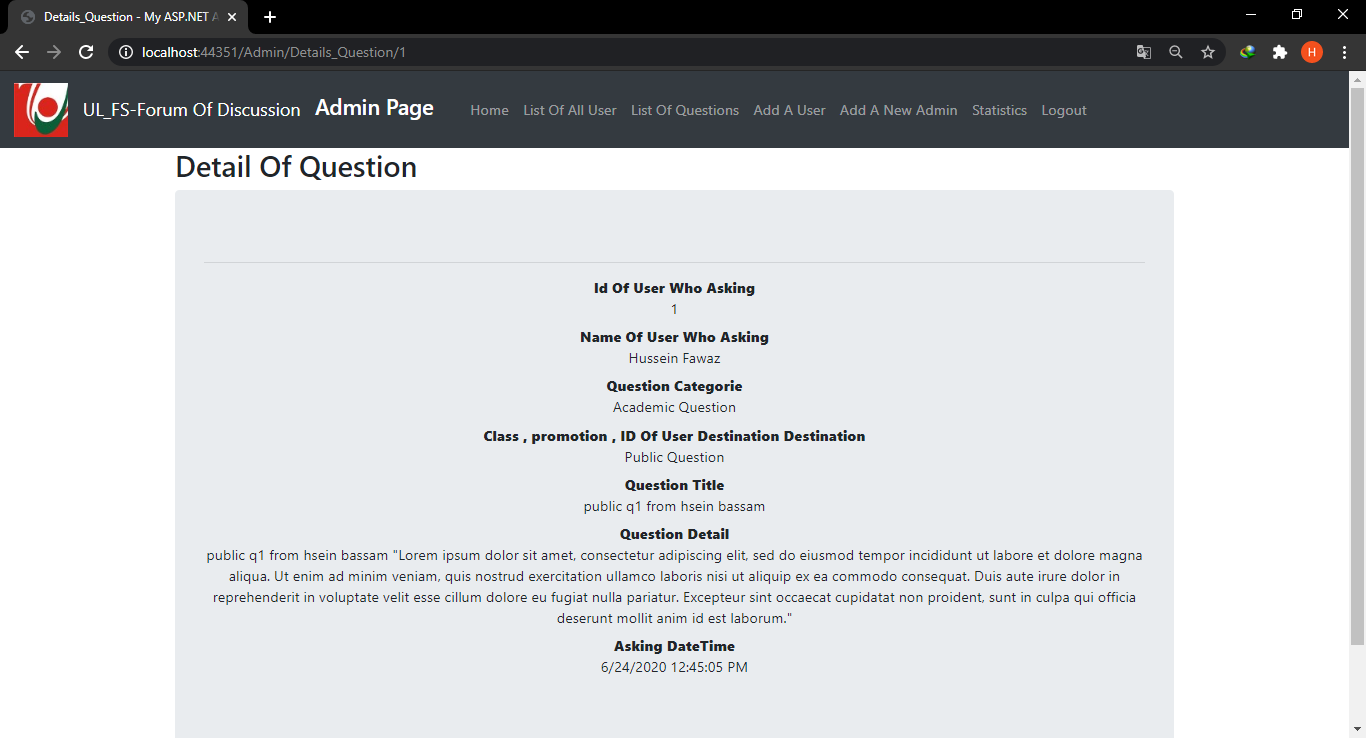 Details_Question - My ASP.NET A
localhost:44351/Admin/Details_Question/1
H
UL_FS-Forum Of Discussion Admin Page Home List Of All User List Of Questions Add A User Add A New Admin Statistics Logout
Detail Of Question
Id Of User Who Asking
1
Name Of User Who Asking
Hussein Fawaz
Question Categorie
Academic Question
Class , promotion , ID Of User Destination Destination
Public Question
Question Title
public q1 from hsein bassam
Question Detail
public q1 from hsein bassam "Lorem ipsum dolor sit amet, consectetur adipiscing elit, sed do eiusmod tempor incididunt ut labore et dolore magna
aliqua. Ut enim ad minim veniam, quis nostrud exercitation ullamco laboris nisi ut aliquip ex ea commodo consequat. Duis aute irure dolor in
reprehenderit in voluptate velit esse cillum dolore eu fugiat nulla pariatur. Excepteur sint occaecat cupidatat non proident, sunt in culpa qui officia
deserunt mollit anim id est laborum."
Asking DateTime
6/24/2020 12:45:05 PM